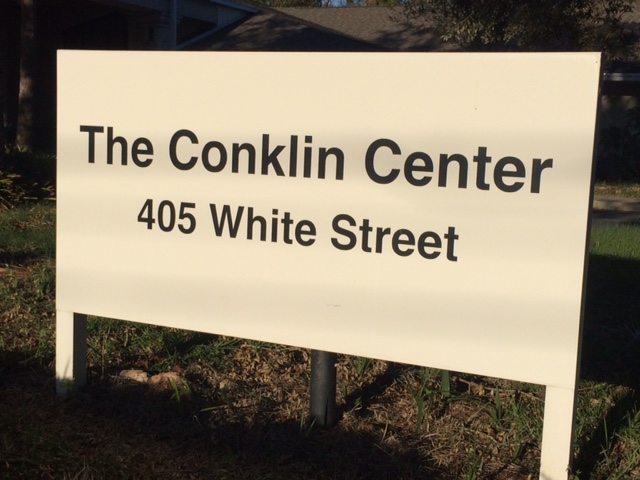 The Conklin Center
405 White Street